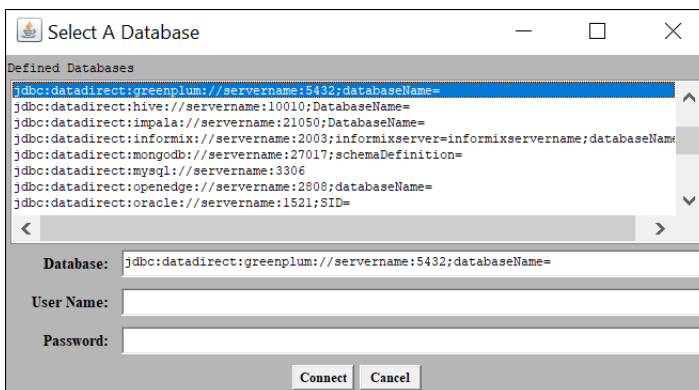 Select A Database
Defined Databases
jdbc:datadirect:greenplum://servername:5432;databaseName=
jdbc:datadirect:hive://servername:10010;DatabaseName=
jdbc:datadirect:impala://servername:21050;DatabaseName=
jdbc:datadirect:informix://servername:2003;informixserver=informixservername;databaseName
jdbc:datadirect:mongodb://servername:27017;schemaDefinition=
jdbc:datadirect:mysql://servername:3306
jdbc:datadirect:openedge://servername:2808;databaseName=
jdbc:datadirect:oracle://servername:1521;SID=
Database: jdbc:datadirect:greenplum://servername:5432;databaseName=
User Name:
Password:
Connect Cancel